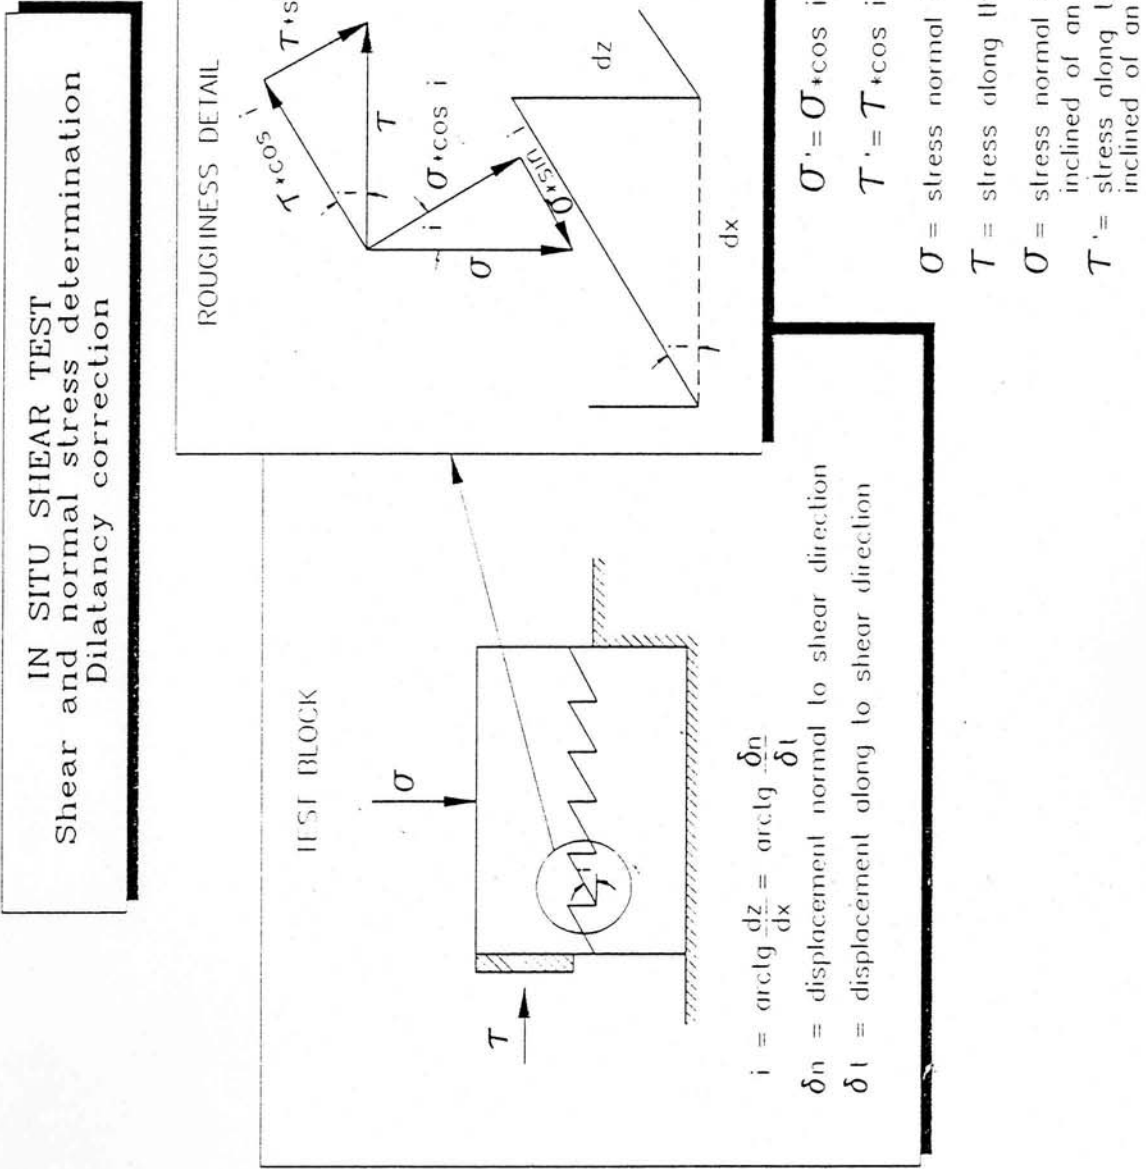 IN SITU SHEAR TEST
Shear and normal stress determination
Dilatancy correction
TEST BLOCK
σ
τ
i
i = arctg dz/dx = arctg δn/δt
δn = displacement normal to shear direction
δt = displacement along to shear direction
ROUGHNESS DETAIL
τ*cos i
τ*s
i
τ
i
σ*cos i
i
σ
σ*sin i
i
dz
dx
σ'= σ*cos i
τ'= τ*cos i
σ = stress normal
τ = stress along th
σ = stress normal
inclined of an
τ'= stress along t
inclined of an